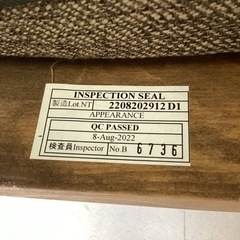 INSPECTION SEAL
製造Lot.NT 2208202912 D1
APPEARANCE
QC PASSED
8-Aug-2022
検査員Inspector No.B 6736